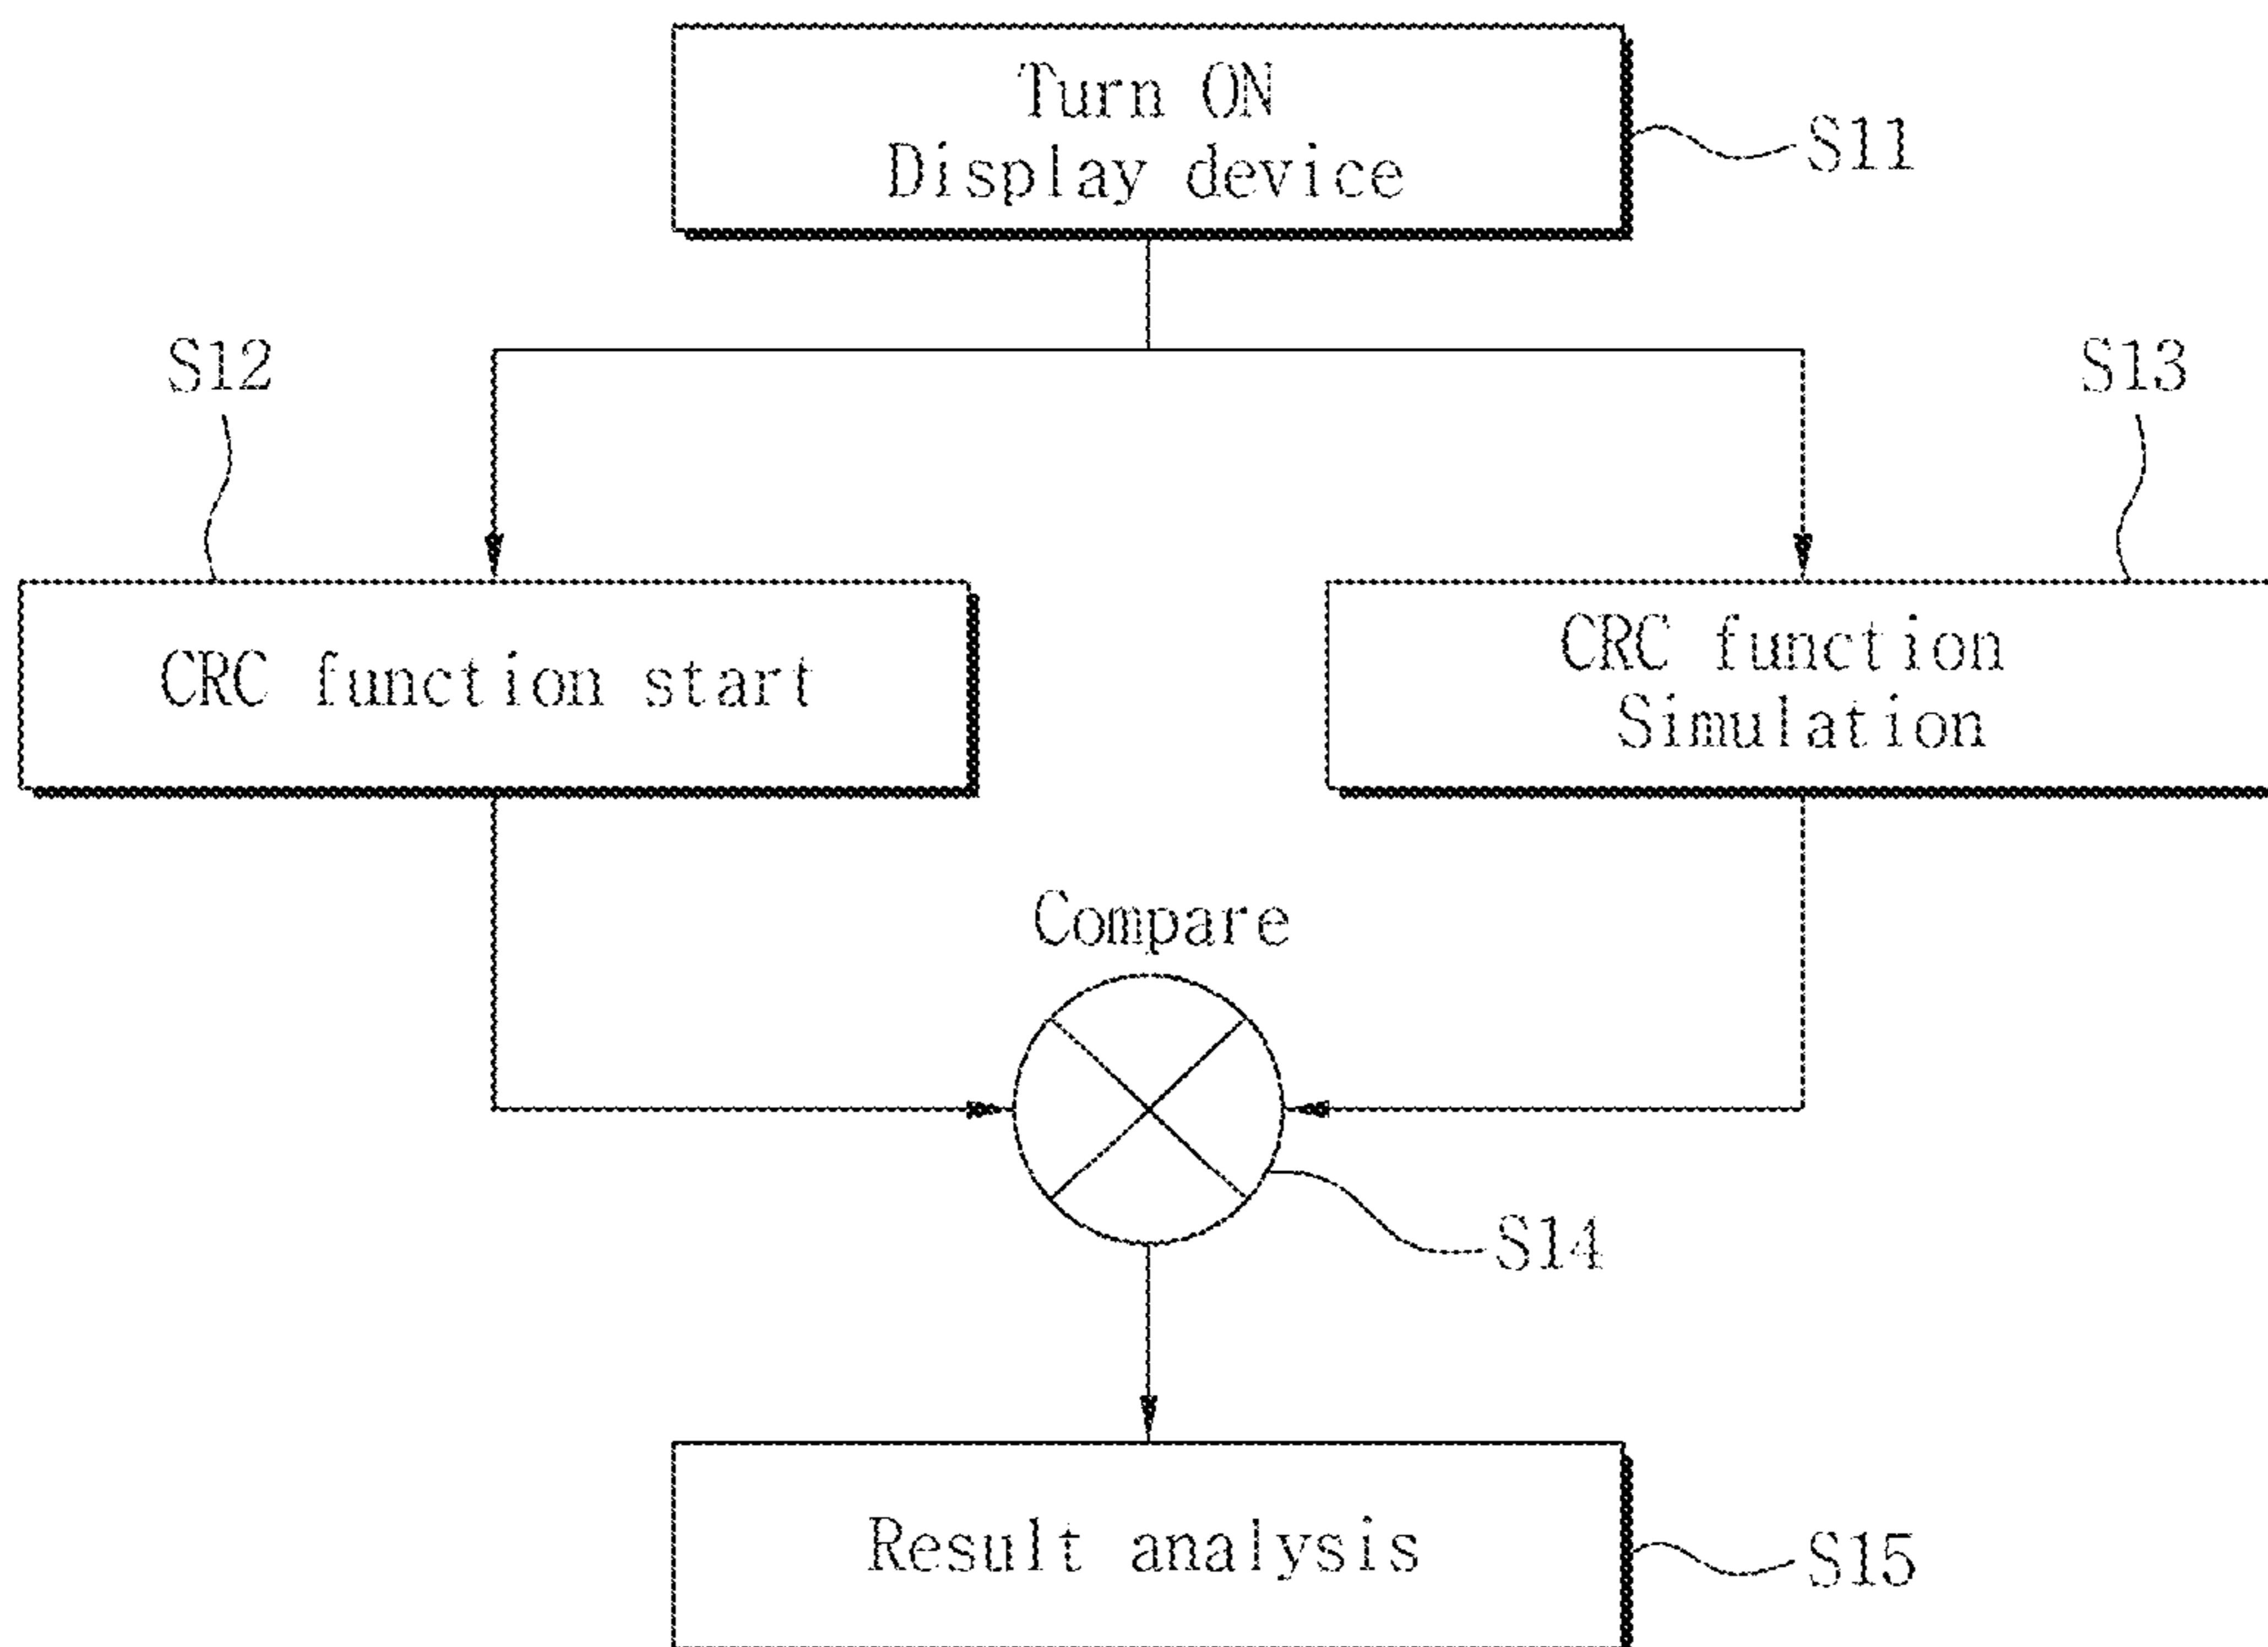 Turn ON
Display device
S11
S12
S13
CRC function start
CRC function
Simulation
Compare
S14
Result analysis
S15